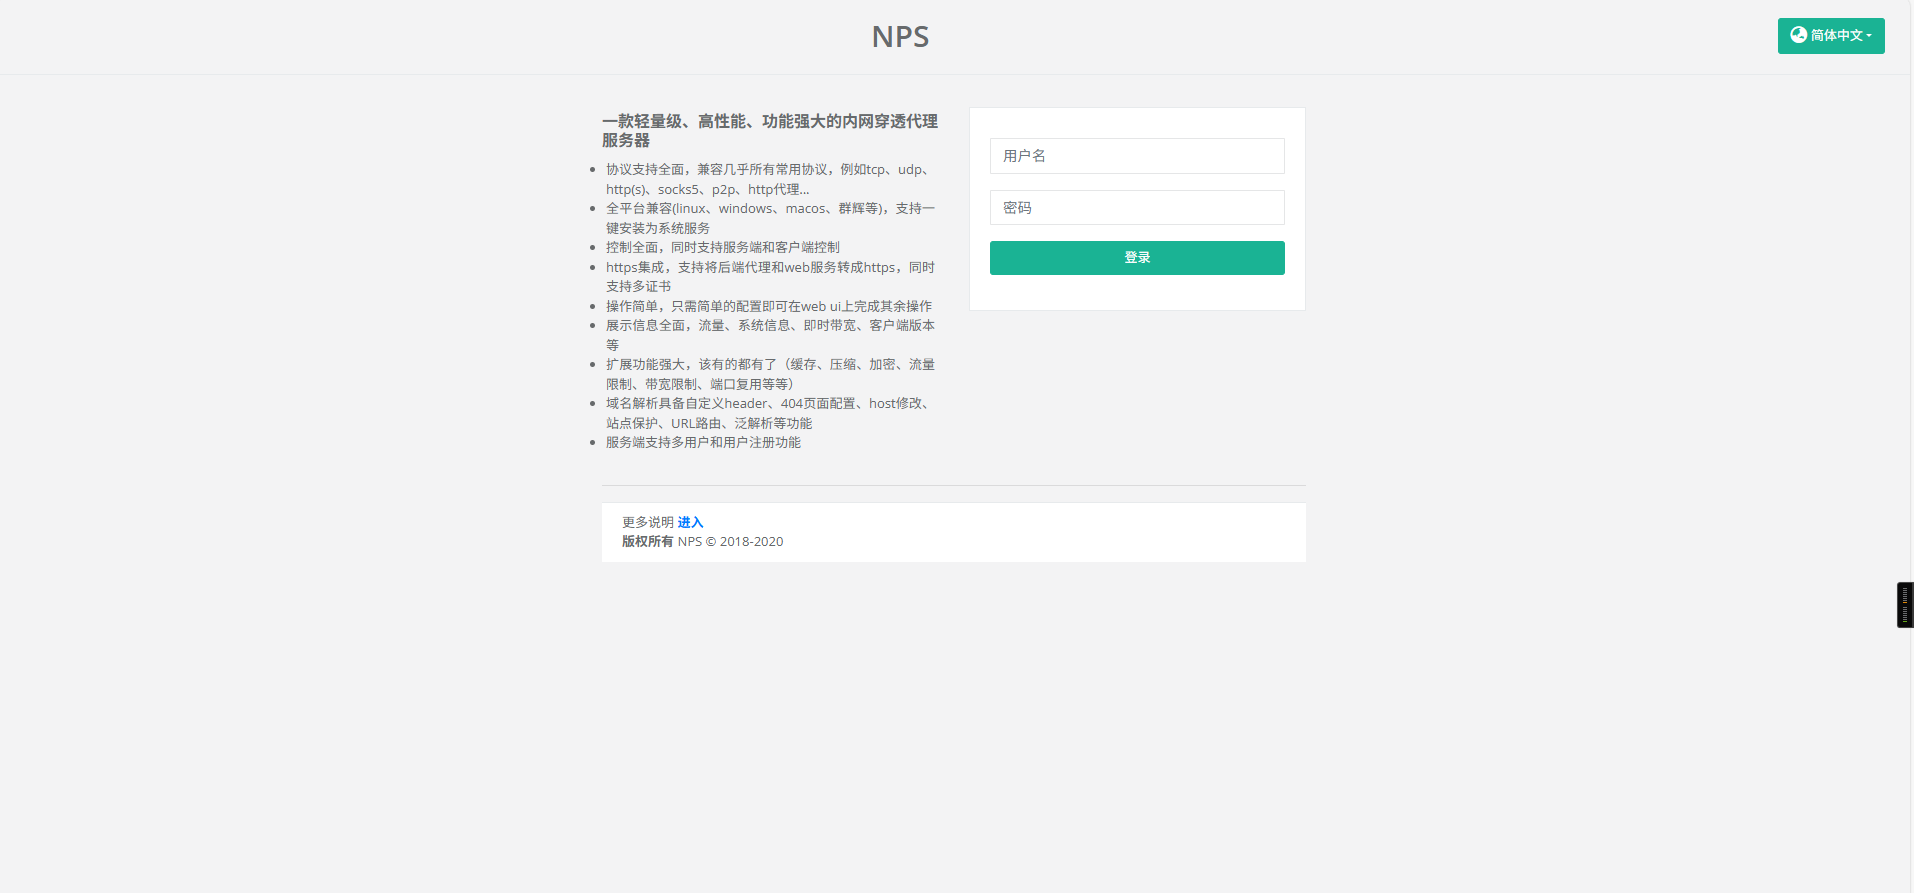 NPS
简体中文
一款轻量级、高性能、功能强大的内网穿透代理
服务器
协议支持全面，兼容几乎所有常用协议，例如tcp、udp、
http(s)、socks5、p2p、http代理...
全平台兼容(linux、windows、macos、群辉等)，支持一
键安装为系统服务
控制全面，同时支持服务端和客户端控制
https集成，支持将后端代理和web服务转成https，同时
支持多证书
操作简单，只需简单的配置即可在web ui上完成其余操作
展示信息全面，流量、系统信息、即时带宽、客户端版本
等
扩展功能强大，该有的都有了（缓存、压缩、加密、流量
限制、带宽限制、端口复用等等）
域名解析具备自定义header、404页面配置、host修改、
站点保护、URL路由、泛解析等功能
服务端支持多用户和用户注册功能
用户名
密码
登录
更多说明 进入
版权所有 NPS © 2018-2020